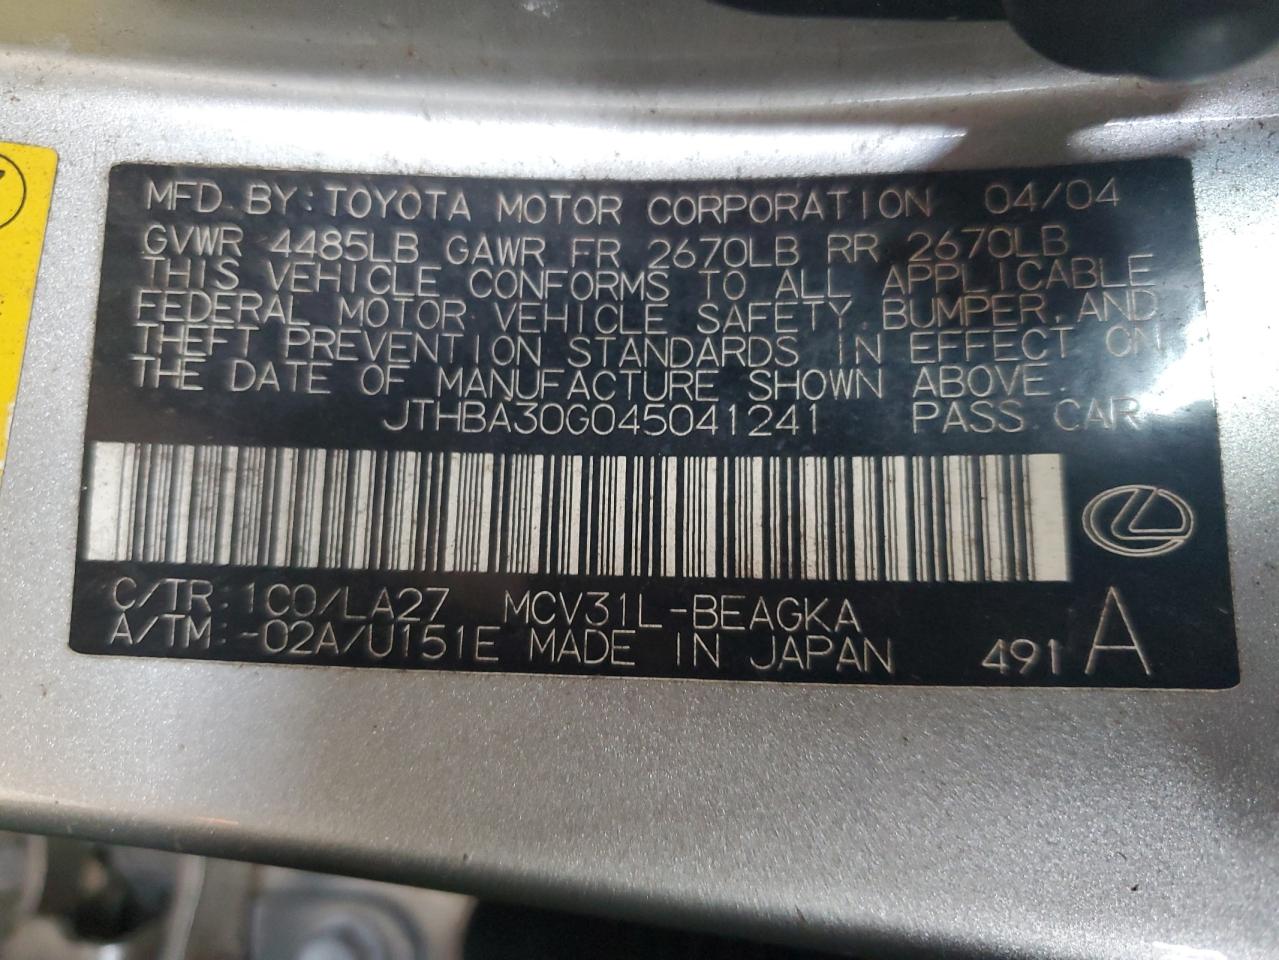 MFD. BY: TOYOTA MOTOR CORPORATION 04/04
GVWR 4485LB GAWR FR 2670LB RR 2670LB
THIS VEHICLE CONFORMS TO ALL APPLICABLE
FEDERAL MOTOR VEHICLE SAFETY, BUMPER, AND
THEFT PREVENTION STANDARDS IN EFFECT ON
THE DATE OF MANUFACTURE SHOWN ABOVE.
JTHBA30G045041241 PASS.CAR
C/TR: 1C0/LA27 MCV31L-BEAGKA
A/TM: -02A/U151E MADE IN JAPAN 491 A